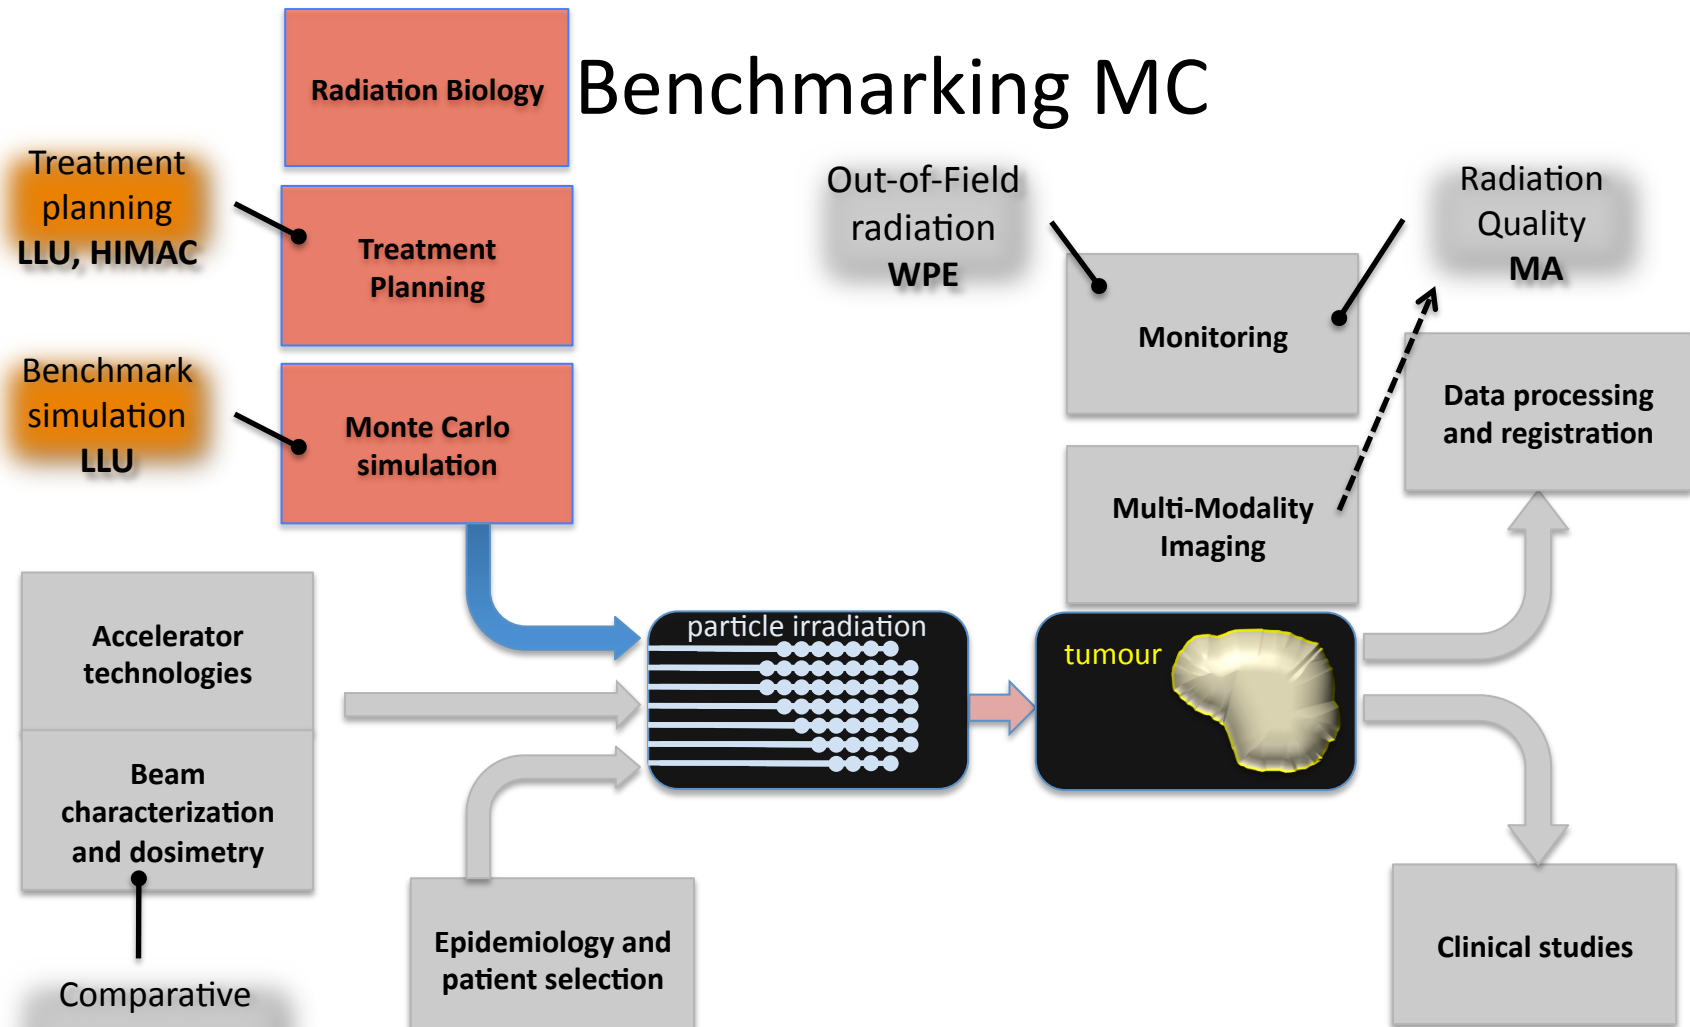 Benchmarking MC
Radiation Biology
Treatment
planning
LLU, HIMAC
Treatment
Planning
Benchmark
simulation
LLU
Monte Carlo
simulation
Out-of-Field
radiation
WPE
Radiation
Quality
MA
Monitoring
Data processing
and registration
Multi-Modality
Imaging
Accelerator
technologies
particle irradiation
tumour
Beam
characterization
and dosimetry
Epidemiology and
patient selection
Clinical studies
Comparative